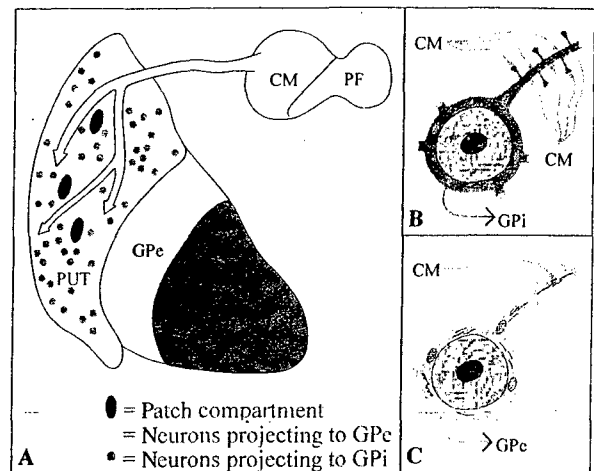 CM
PF
PUT
GPe
= Patch compartment
= Neurons projecting to GPe
= Neurons projecting to GPi
A
CM
CM
GPi
B
CM
GPe
C